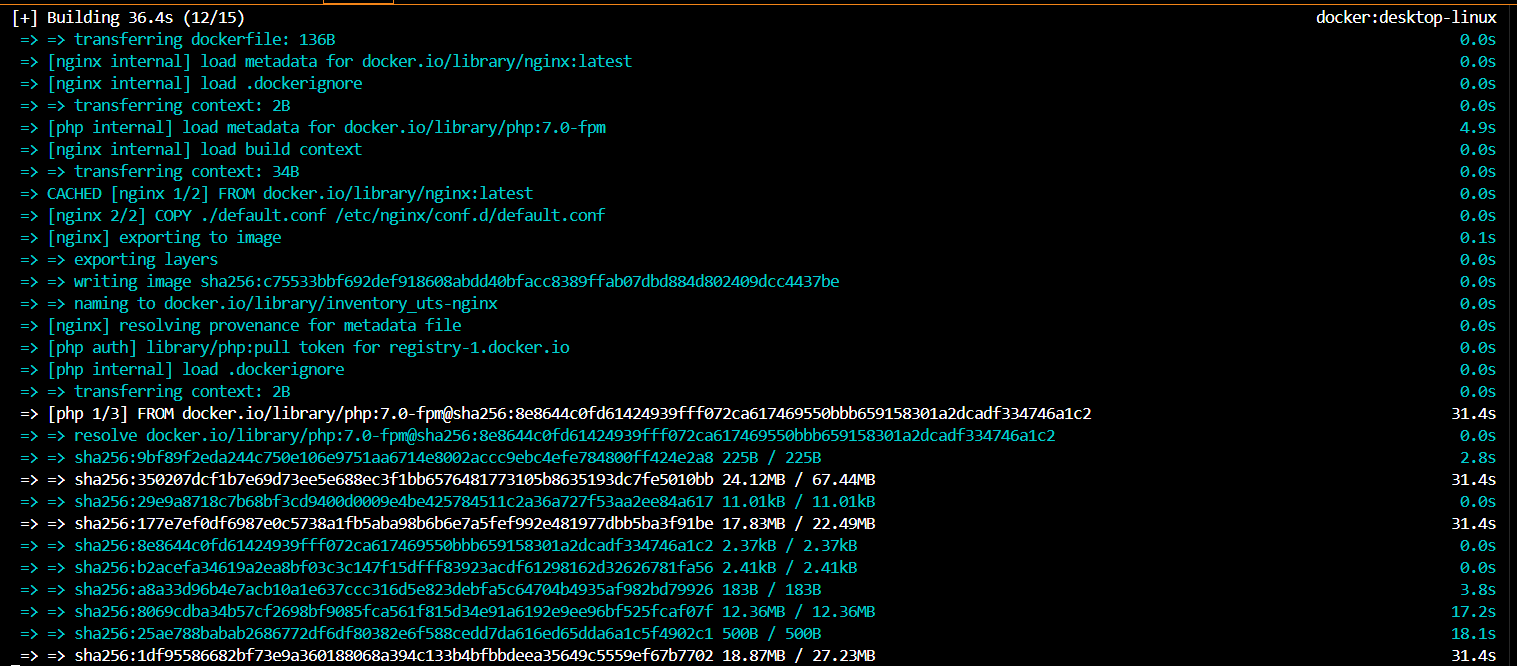 [+] Building 36.4s (12/15) docker:desktop-linux
=> => transferring dockerfile: 136B 0.0s
=> [nginx internal] load metadata for docker.io/library/nginx:latest 0.0s
=> [nginx internal] load .dockerignore 0.0s
=> => transferring context: 2B 0.0s
=> [php internal] load metadata for docker.io/library/php:7.0-fpm 4.9s
=> [nginx internal] load build context 0.0s
=> => transferring context: 34B 0.0s
=> CACHED [nginx 1/2] FROM docker.io/library/nginx:latest 0.0s
=> [nginx 2/2] COPY ./default.conf /etc/nginx/conf.d/default.conf 0.0s
=> [nginx] exporting to image 0.1s
=> => exporting layers 0.0s
=> => writing image sha256:c75533bbf692def918608abdd40bfacc8389ffab07dbd884d802409dcc4437be 0.0s
=> => naming to docker.io/library/inventory_uts-nginx 0.0s
=> [nginx] resolving provenance for metadata file 0.0s
=> [php auth] library/php:pull token for registry-1.docker.io 0.0s
=> [php internal] load .dockerignore 0.0s
=> => transferring context: 2B 0.0s
=> [php 1/3] FROM docker.io/library/php:7.0-fpm@sha256:8e8644c0fd61424939fff072ca617469550bbb659158301a2dcadf334746a1c2 31.4s
=> => resolve docker.io/library/php:7.0-fpm@sha256:8e8644c0fd61424939fff072ca617469550bbb659158301a2dcadf334746a1c2 0.0s
=> => sha256:9bf89f2eda244c750e106e9751aa6714e8002accc9ebc4efe784800ff424e2a8 225B / 225B 2.8s
=> => sha256:350207dcf1b7e69d73ee5e688ec3f1bb6576481773105b8635193dc7fe5010bb 24.12MB / 67.44MB 31.4s
=> => sha256:29e9a8718c7b68bf3cd9400d0009e4be425784511c2a36a727f53aa2ee84a617 11.01kB / 11.01kB 0.0s
=> => sha256:177e7ef0df6987e0c5738a1fb5aba98b6b6e7a5fef992e481977dbb5ba3f91be 17.83MB / 22.49MB 31.4s
=> => sha256:8e8644c0fd61424939fff072ca617469550bbb659158301a2dcadf334746a1c2 2.37kB / 2.37kB 0.0s
=> => sha256:b2acefa34619a2ea8bf03c3c147f15dfff83923acdf61298162d32626781fa56 2.41kB / 2.41kB 0.0s
=> => sha256:a8a33d96b4e7acb10a1e637ccc316d5e823debfa5c64704b4935af982bd79926 183B / 183B 3.8s
=> => sha256:8069cdba34b57cf2698bf9085fca561f815d34e91a6192e9ee96bf525fcaf07f 12.36MB / 12.36MB 17.2s
=> => sha256:25ae788babab2686772df6df80382e6f588cedd7da616ed65dda6a1c5f4902c1 500B / 500B 18.1s
=> => sha256:1df95586682bf73e9a360188068a394c133b4bfbbdeea35649c5559ef67b7702 18.87MB / 27.23MB 31.4s